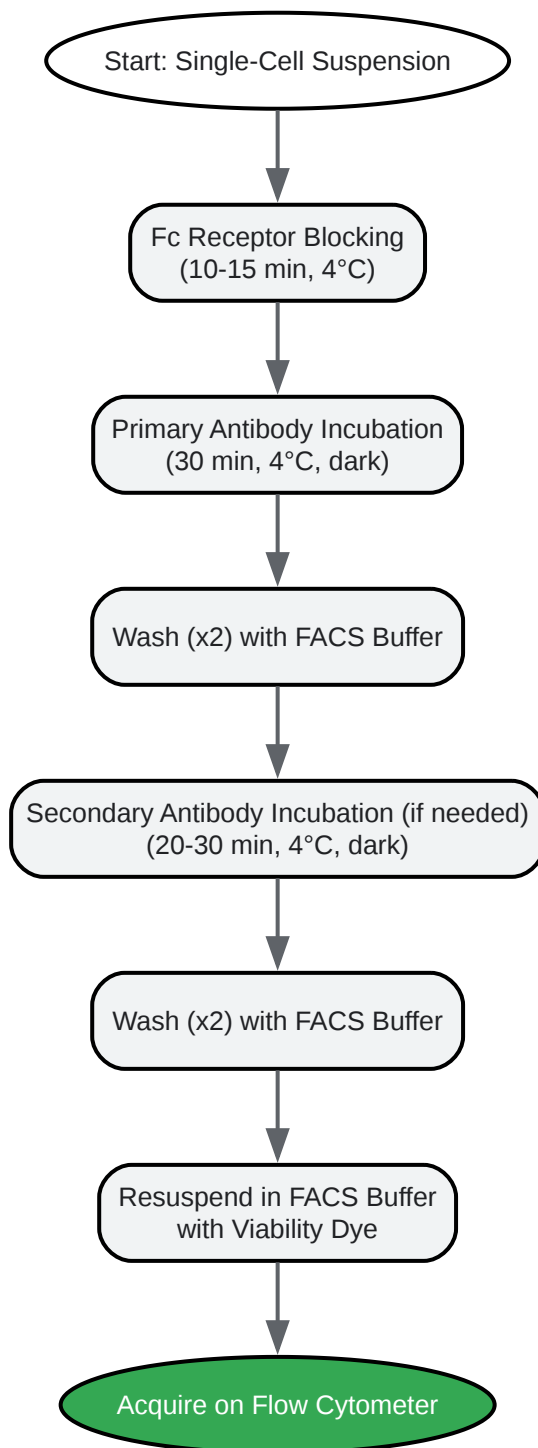 Start: Single-Cell Suspension
Fc Receptor Blocking
(10-15 min, 4°C)
Primary Antibody Incubation
(30 min, 4°C, dark)
Wash (x2) with FACS Buffer
Secondary Antibody Incubation (if needed)
(20-30 min, 4°C, dark)
Wash (x2) with FACS Buffer
Resuspend in FACS Buffer
with Viability Dye
Acquire on Flow Cytometer